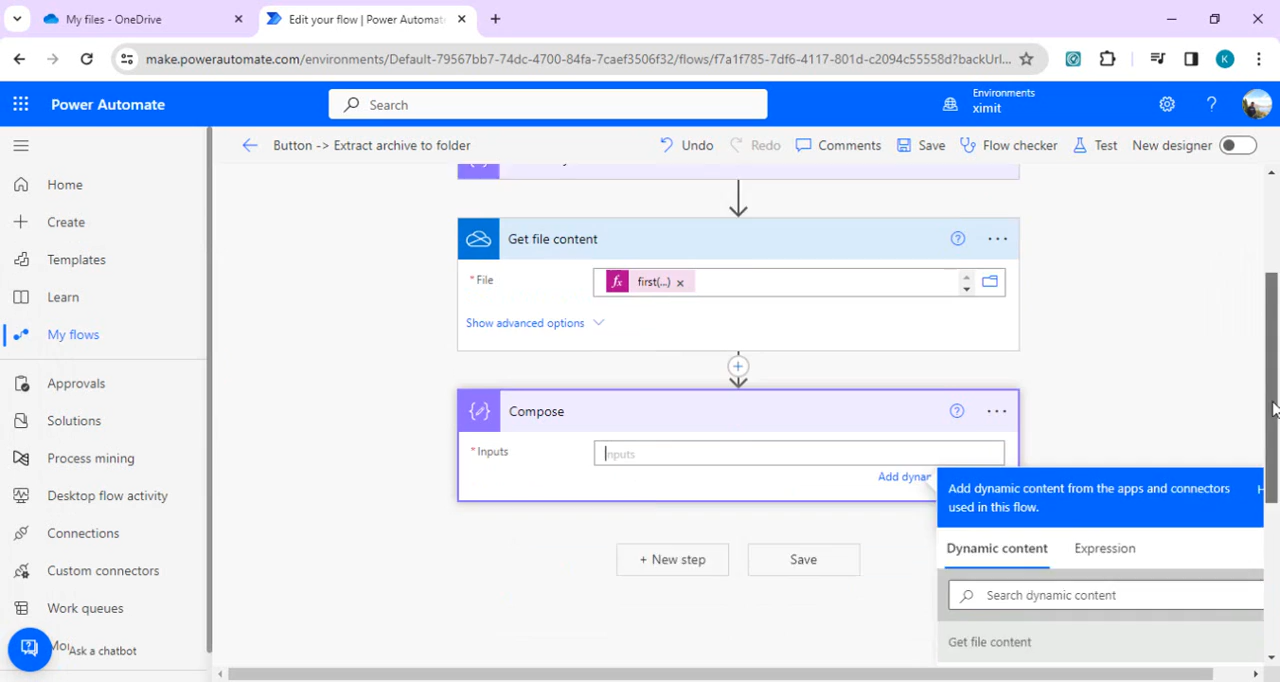 My files - OneDrive
Edit your flow | Power Automate
make.powerautomate.com/environments/Default-79567bb7-74dc-4700-84fa-7caef3506f32/flows/f7a1f785-7df6-4117-801d-c2094c55558d?backUrl...
K
Power Automate
Search
Environments
ximit
Button -> Extract archive to folder
Undo
Redo
Comments
Save
Flow checker
Test
New designer
Home
Create
Templates
Learn
My flows
Approvals
Solutions
Process mining
Desktop flow activity
Connections
Custom connectors
Work queues
Ask a chatbot
Get file content
* File
fx first(...) x
Show advanced options
Compose
* Inputs
Inputs
Add dynam
Add dynamic content from the apps and connectors
used in this flow.
Dynamic content
Expression
Search dynamic content
Get file content
+ New step
Save